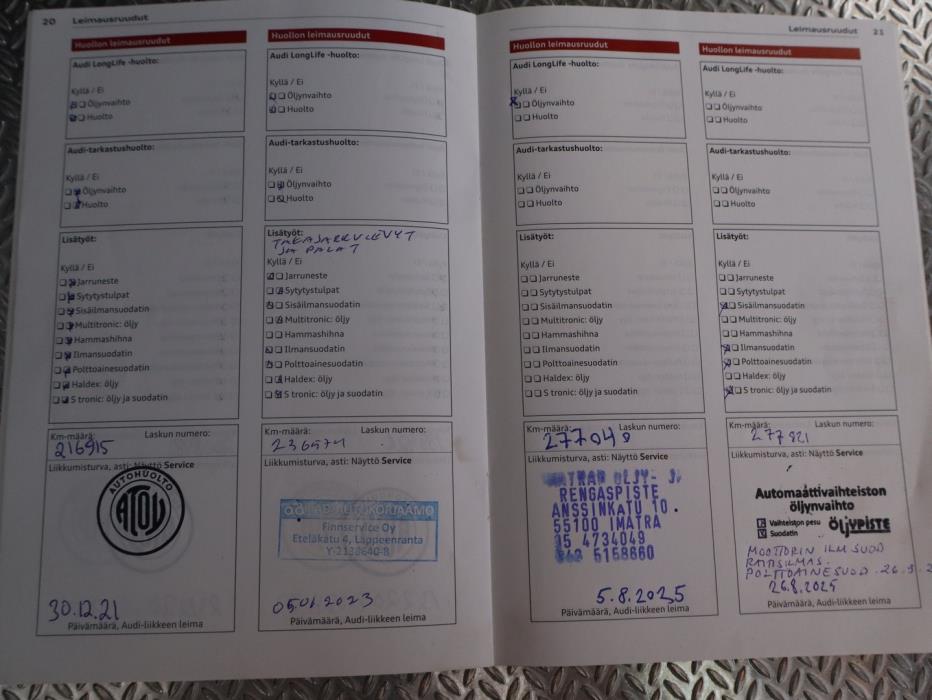 20 Leimausruudut
Huollon leimausruudut
Audi LongLife -huolto:
Kyllä / Ei
Öljynvaihto
Huolto
Audi-tarkastushuolto:
Kyllä / Ei
Öljynvaihto
Huolto
Lisätyöt:
Kyllä / Ei
Jarruneste
Sytytystulpat
Sisäilmansuodatin
Multitronic: öljy
Hammashihna
Ilmansuodatin
Polttoainesuodatin
Haldex: öljy
S tronic: öljy ja suodatin
Km-määrä: Laskun numero:
216915
Liikkumisturva, asti: Näyttö Service
AUTOHUOLTO
ATOM
30.12.21
Päivämäärä, Audi-liikkeen leima
Huollon leimausruudut
Audi LongLife -huolto:
Kyllä / Ei
Öljynvaihto
Huolto
Audi-tarkastushuolto:
Kyllä / Ei
Öljynvaihto
Huolto
Lisätyöt:
TAKAJARRULEVYT
JA PALAT
Kyllä / Ei
Jarruneste
Sytytystulpat
Sisäilmansuodatin
Multitronic: öljy
Hammashihna
Ilmansuodatin
Polttoainesuodatin
Haldex: öljy
S tronic: öljy ja suodatin
Km-määrä: Laskun numero:
Liikkumisturva, asti: Näyttö Service
Finnservice Oy
Eteläkatu 4, Lappeenranta
Y-2138640-8
05.01.2023
Päivämäärä, Audi-liikkeen leima
Leimausruudut 21
Huollon leimausruudut
Audi LongLife -huolto:
Kyllä / Ei
Öljynvaihto
Huolto
Audi-tarkastushuolto:
Kyllä / Ei
Öljynvaihto
Huolto
Lisätyöt:
Kyllä / Ei
Jarruneste
Sytytystulpat
Sisäilmansuodatin
Multitronic: öljy
Hammashihna
Ilmansuodatin
Polttoainesuodatin
Haldex: öljy
S tronic: öljy ja suodatin
Km-määrä: Laskun numero:
277048
Liikkumisturva, asti: Näyttö Service
ÖLJY- JA
RENGASPISTE
ANSSINKATU 10.
55100 IMATRA
05 4734049
5158860
5.8.2025
Päivämäärä, Audi-liikkeen leima
Huollon leimausruudut
Audi LongLife -huolto:
Kyllä / Ei
Öljynvaihto
Huolto
Audi-tarkastushuolto:
Kyllä / Ei
Öljynvaihto
Huolto
Lisätyöt:
Kyllä / Ei
Jarruneste
Sytytystulpat
Sisäilmansuodatin
Multitronic: öljy
Hammashihna
Ilmansuodatin
Polttoainesuodatin
Haldex: öljy
S tronic: öljy ja suodatin
Km-määrä: Laskun numero:
277821
Liikkumisturva, asti: Näyttö Service
Automaattivaihteiston
öljynvaihto
Vaihteiston pesu
Suodatin
ÖLJYPISTE
MOOTTORIN ILM SUOD
RAITISILMAS.
POLTTOAINESUOD.
26.8.2025
Päivämäärä, Audi-liikkeen leima